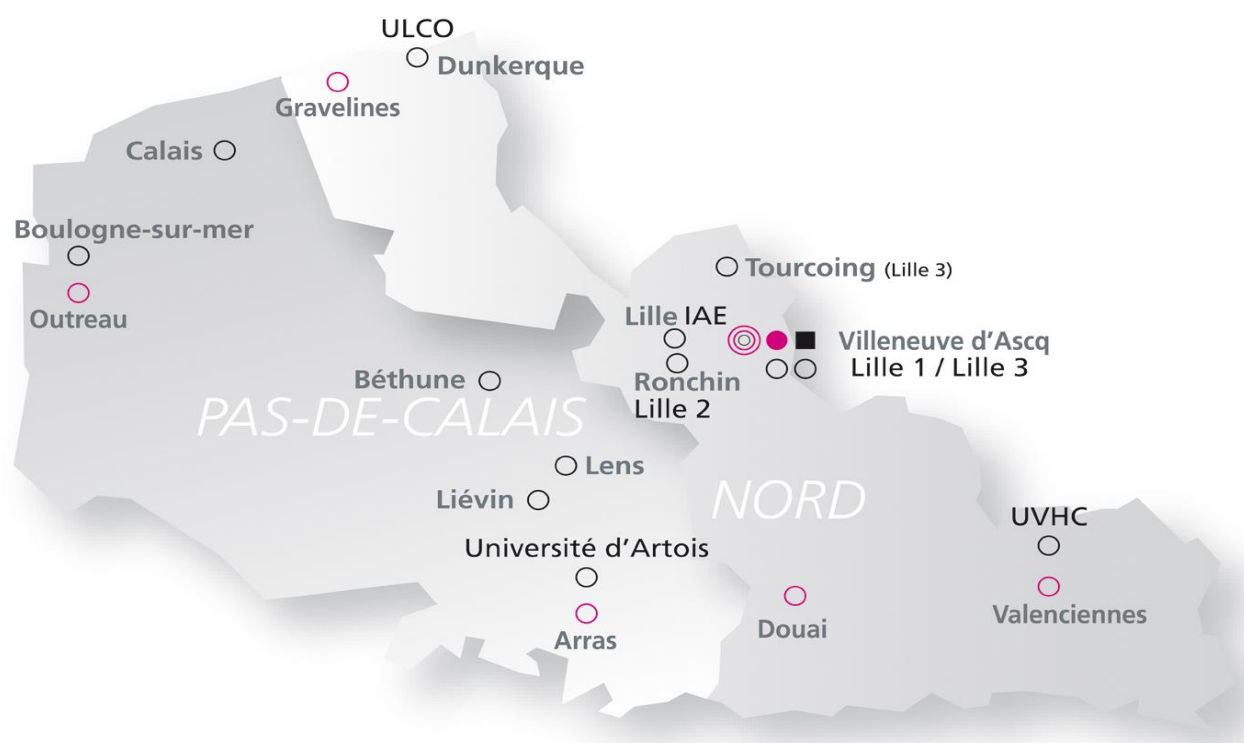 ULCO
Dunkerque
Gravelines
Calais
Boulogne-sur-mer
Outreau
Tourcoing (Lille 3)
Lille IAE
Villeneuve d'Ascq
Lille 1 / Lille 3
Ronchin
Lille 2
Béthune
PAS-DE-CALAIS
Lens
Liévin
NORD
UVHC
Université d'Artois
Valenciennes
Douai
Arras